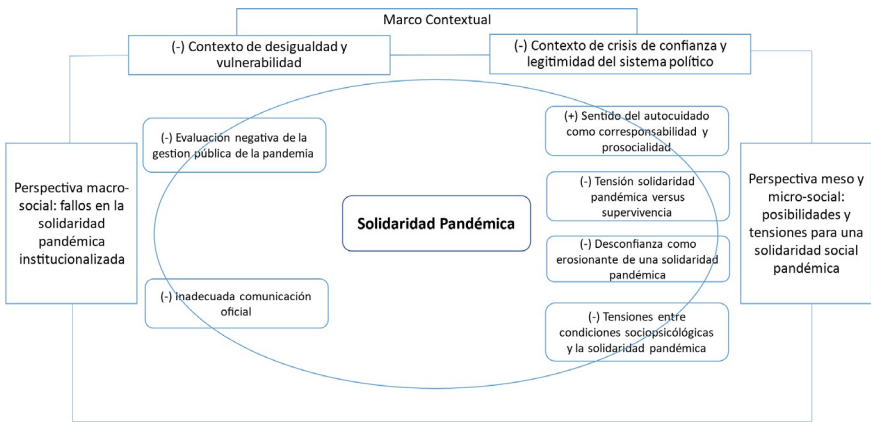 Marco Contextual
(-) Contexto de desigualdad y
vulnerabilidad
(-) Contexto de crisis de confianza y
legitimidad del sistema político
Perspectiva macro-
social: fallos en la
solidaridad
pandémica
institucionalizada
(-) Evaluación negativa de la
gestion pública de la pandemia
(-) Inadecuada comunicación
oficial
Solidaridad Pandémica
(+) Sentido del autocuidado
como corresponsabilidad y
prosocialidad
(-) Tensión solidaridad
pandémica versus
supervivencia
(-) Desconfianza como
erosionante de una solidaridad
pandémica
(-) Tensiones entre
condiciones sociopsicólógicas
y la solidaridad pandémica
Perspectiva meso y
micro-social:
posibilidades y
tensiones para una
solidaridad social
pandémica